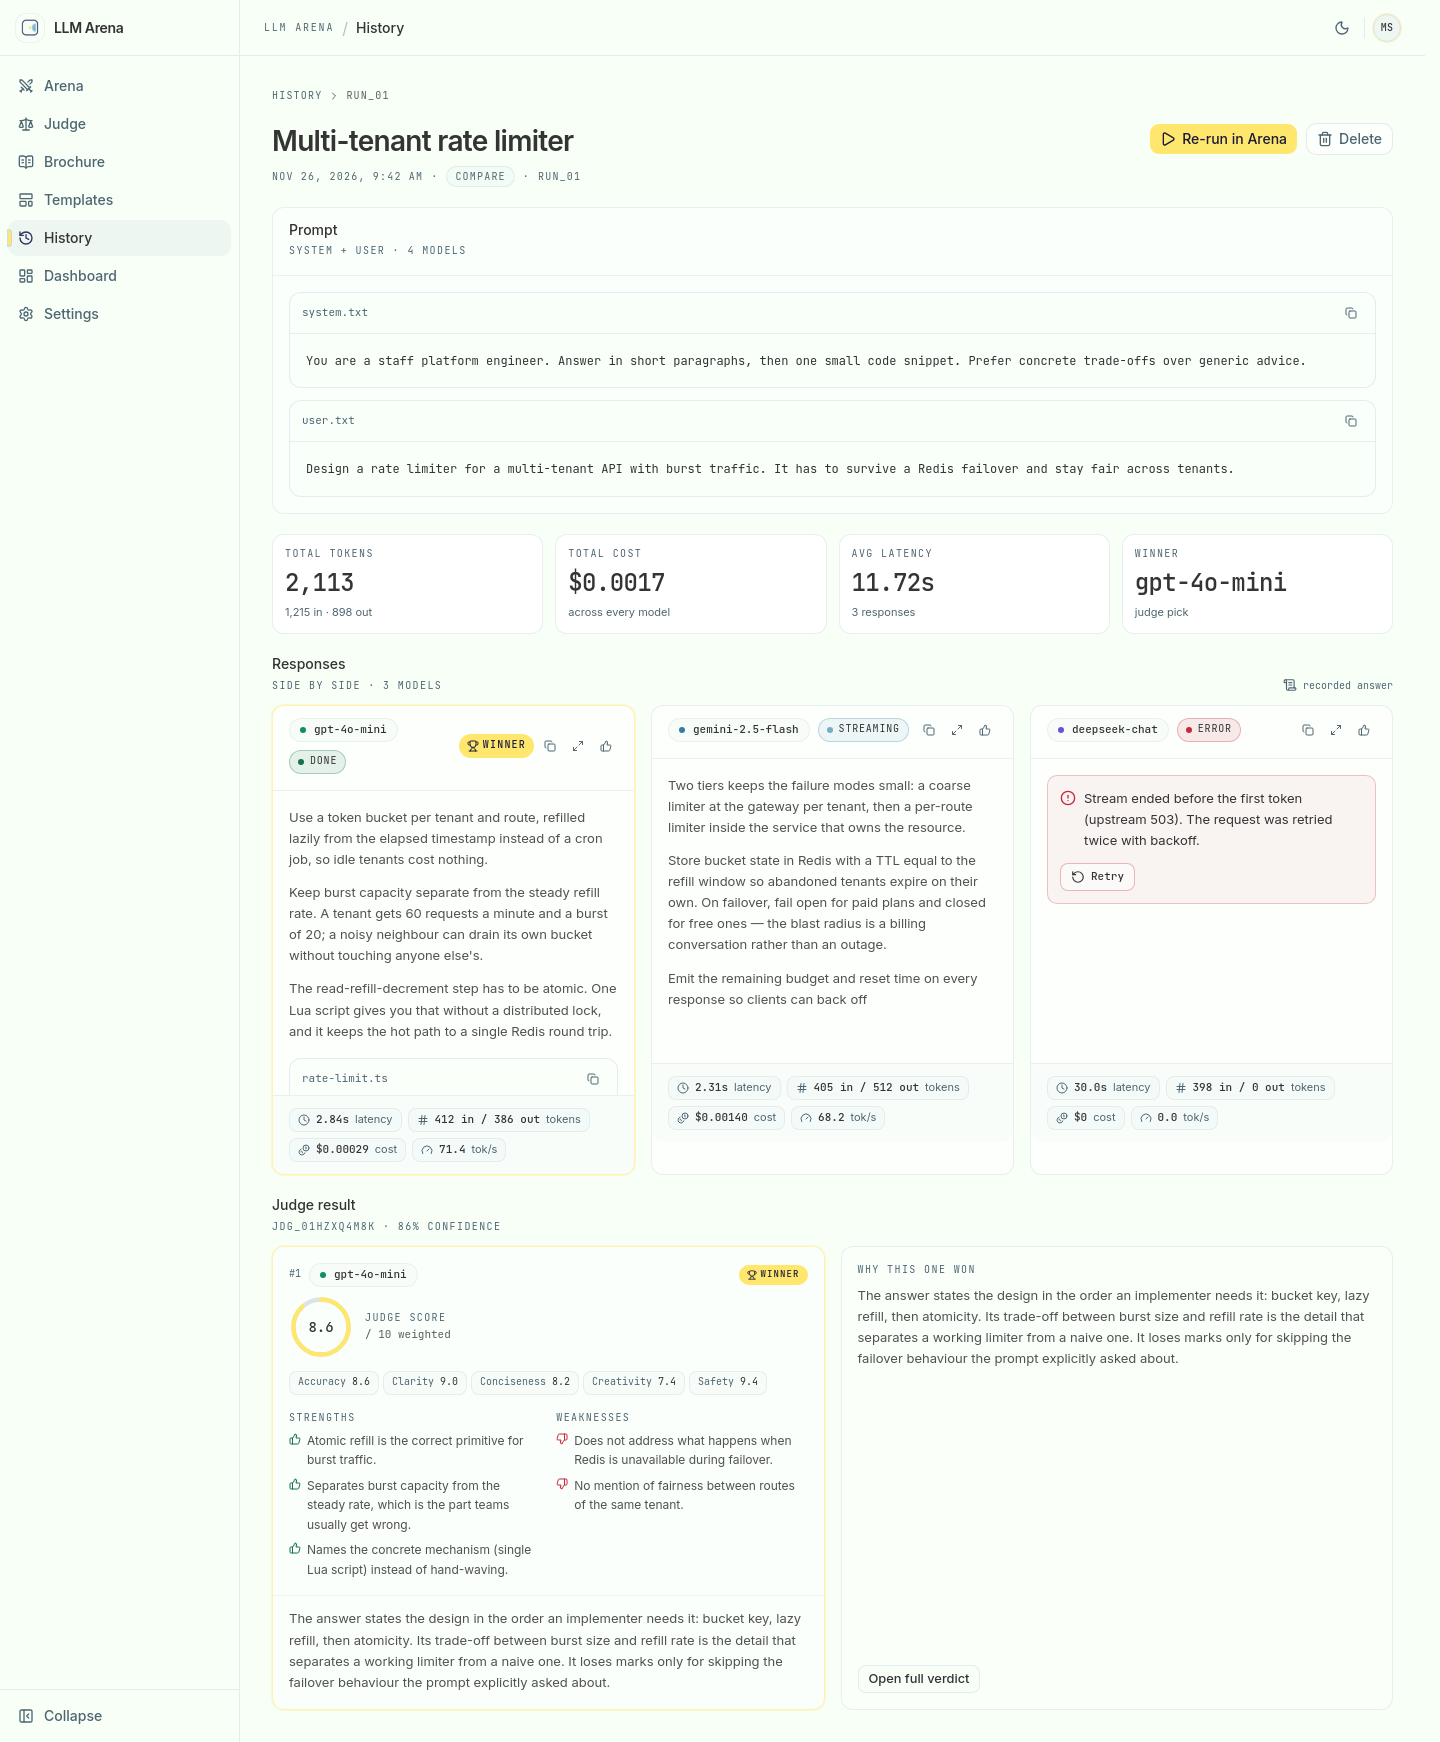 LLM Arena
LLM ARENA / History
MS
Arena
Judge
Brochure
Templates
History
Dashboard
Settings
Collapse
HISTORY > RUN_01
Multi-tenant rate limiter
Re-run in Arena
Delete
NOV 26, 2026, 9:42 AM · COMPARE · RUN_01
Prompt
SYSTEM + USER · 4 MODELS
system.txt
You are a staff platform engineer. Answer in short paragraphs, then one small code snippet. Prefer concrete trade-offs over generic advice.
user.txt
Design a rate limiter for a multi-tenant API with burst traffic. It has to survive a Redis failover and stay fair across tenants.
TOTAL TOKENS
2,113
1,215 in · 898 out
TOTAL COST
$0.0017
across every model
AVG LATENCY
11.72s
3 responses
WINNER
gpt-4o-mini
judge pick
Responses
SIDE BY SIDE · 3 MODELS
recorded answer
gpt-4o-mini
DONE
WINNER
Use a token bucket per tenant and route, refilled
lazily from the elapsed timestamp instead of a cron
job, so idle tenants cost nothing.
Keep burst capacity separate from the steady refill
rate. A tenant gets 60 requests a minute and a burst
of 20; a noisy neighbour can drain its own bucket
without touching anyone else's.
The read-refill-decrement step has to be atomic. One
Lua script gives you that without a distributed lock,
and it keeps the hot path to a single Redis round trip.
rate-limit.ts
2.84s latency
412 in / 386 out tokens
$0.00029 cost
71.4 tok/s
gemini-2.5-flash
STREAMING
Two tiers keeps the failure modes small: a coarse
limiter at the gateway per tenant, then a per-route
limiter inside the service that owns the resource.
Store bucket state in Redis with a TTL equal to the
refill window so abandoned tenants expire on their
own. On failover, fail open for paid plans and closed
for free ones — the blast radius is a billing
conversation rather than an outage.
Emit the remaining budget and reset time on every
response so clients can back off
2.31s latency
405 in / 512 out tokens
$0.00140 cost
68.2 tok/s
deepseek-chat
ERROR
Stream ended before the first token
(upstream 503). The request was retried
twice with backoff.
Retry
30.0s latency
398 in / 0 out tokens
$0 cost
0.0 tok/s
Judge result
JDG_01HZXQ4M8K · 86% CONFIDENCE
#1 gpt-4o-mini
WINNER
8.6
JUDGE SCORE
/ 10 weighted
Accuracy 8.6
Clarity 9.0
Conciseness 8.2
Creativity 7.4
Safety 9.4
STRENGTHS
Atomic refill is the correct primitive for
burst traffic.
Separates burst capacity from the
steady rate, which is the part teams
usually get wrong.
Names the concrete mechanism (single
Lua script) instead of hand-waving.
WEAKNESSES
Does not address what happens when
Redis is unavailable during failover.
No mention of fairness between routes
of the same tenant.
The answer states the design in the order an implementer needs it: bucket key, lazy
refill, then atomicity. Its trade-off between burst size and refill rate is the detail that
separates a working limiter from a naive one. It loses marks only for skipping the
failover behaviour the prompt explicitly asked about.
WHY THIS ONE WON
The answer states the design in the order an implementer needs it: bucket key, lazy
refill, then atomicity. Its trade-off between burst size and refill rate is the detail that
separates a working limiter from a naive one. It loses marks only for skipping the
failover behaviour the prompt explicitly asked about.
Open full verdict